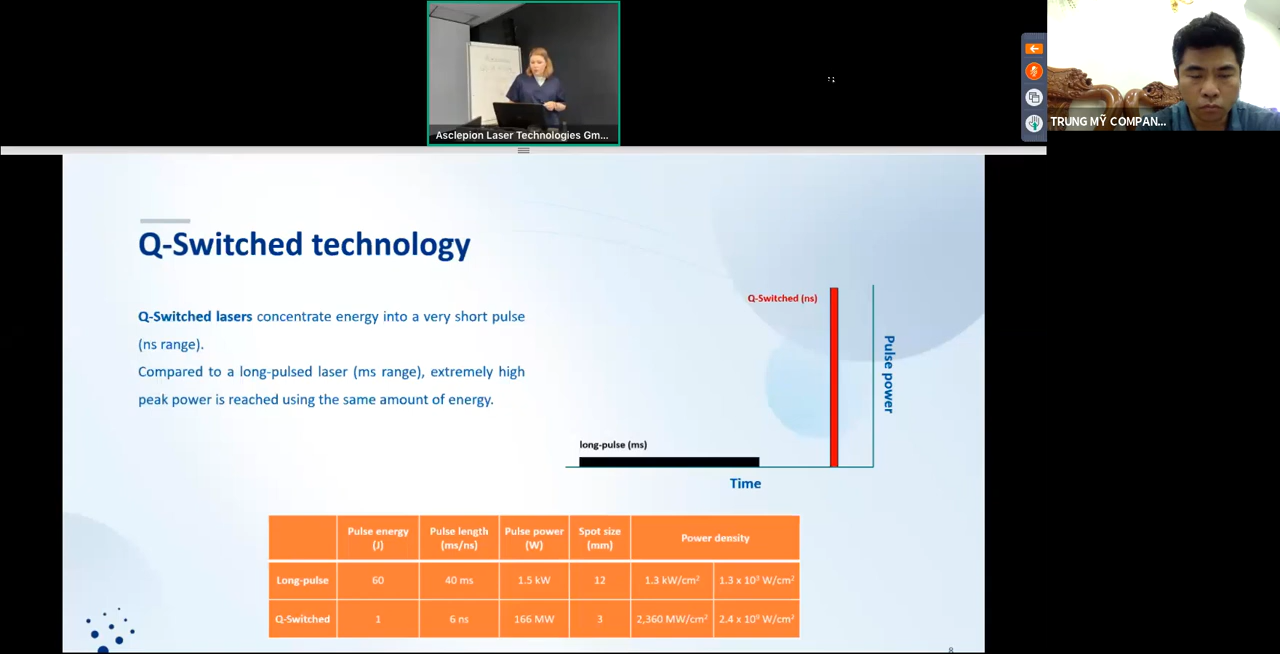 Asclepion Laser Technologies Gm...
TRUNG MỸ COMPAN...
Q-Switched technology
Q-Switched lasers concentrate energy into a very short pulse
(ns range).
Compared to a long-pulsed laser (ms range), extremely high
peak power is reached using the same amount of energy.
Q-Switched (ns)
Pulse power
long-pulse (ms)
Time
Pulse energy (J) Pulse length (ms/ns) Pulse power (W) Spot size (mm) Power density
Long-pulse 60 40 ms 1.5 kW 12 1.3 kW/cm² 1.3 x 10³ W/cm²
Q-Switched 1 6 ns 166 MW 3 2,360 MW/cm² 2.4 x 10⁹ W/cm²
8